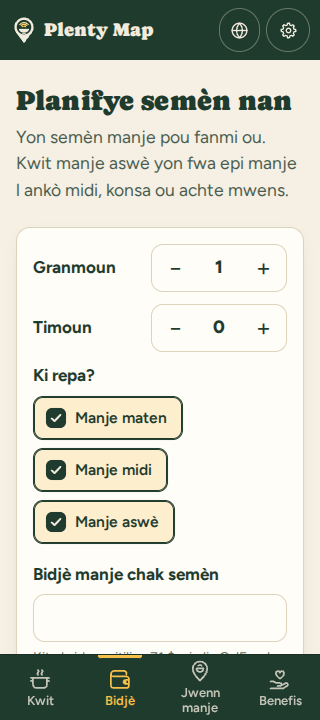 Plenty Map
Planifye semèn nan
Yon semèn manje pou fanmi ou.
Kwit manje aswè yon fwa epi manje
l ankò midi, konsa ou achte mwens.
Granmoun
− 1 +
Timoun
− 0 +
Ki repa?
Manje maten
Manje midi
Manje aswè
Bidjè manje chak semèn
Kwit
Bidjè
Jwenn
manje
Benefis